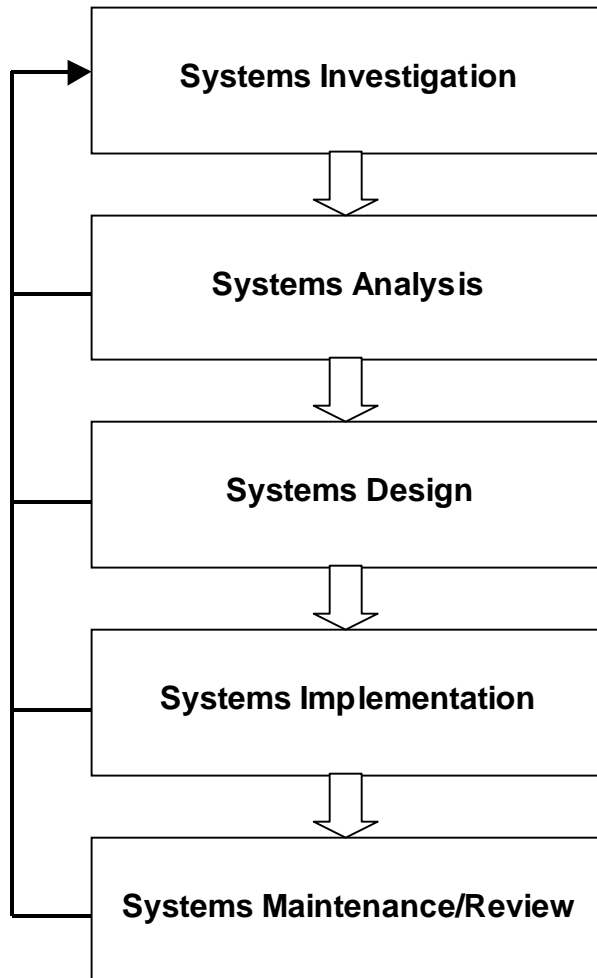 Systems Investigation
Systems Analysis
Systems Design
Systems Implementation
Systems Maintenance/Review